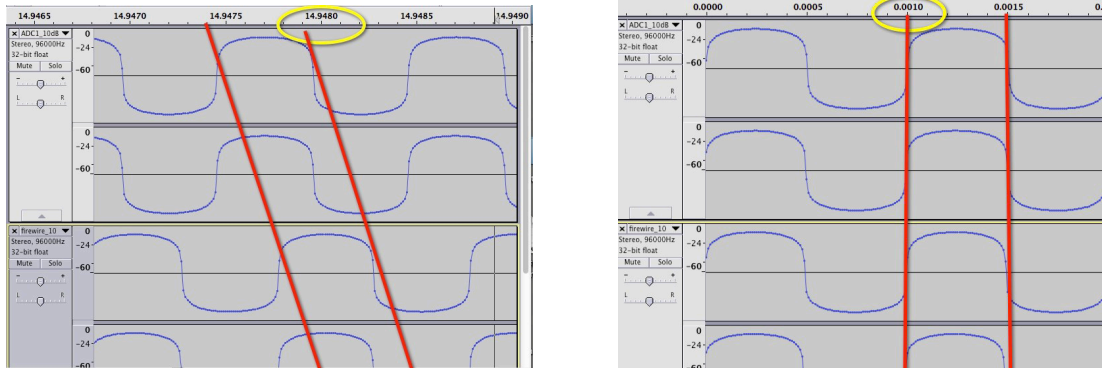 14.9465 14.9470 14.9475 14.9480 14.9485 14.9490
× ADC1_10dB ▼
Stereo, 96000Hz
32-bit float
Mute Solo
- +
L R
0
-24
-60
0
-24
-60
× firewire_10 ▼
Stereo, 96000Hz
32-bit float
Mute Solo
- +
L R
0
-24
-60
0
-24
-60
0.0000 0.0005 0.0010 0.0015 0.
× ADC1_10dB ▼
Stereo, 96000Hz
32-bit float
Mute Solo
- +
L R
0
-24
-60
0
-24
-60
× firewire_10 ▼
Stereo, 96000Hz
32-bit float
Mute Solo
- +
L R
0
-24
-60
0
-24
-60